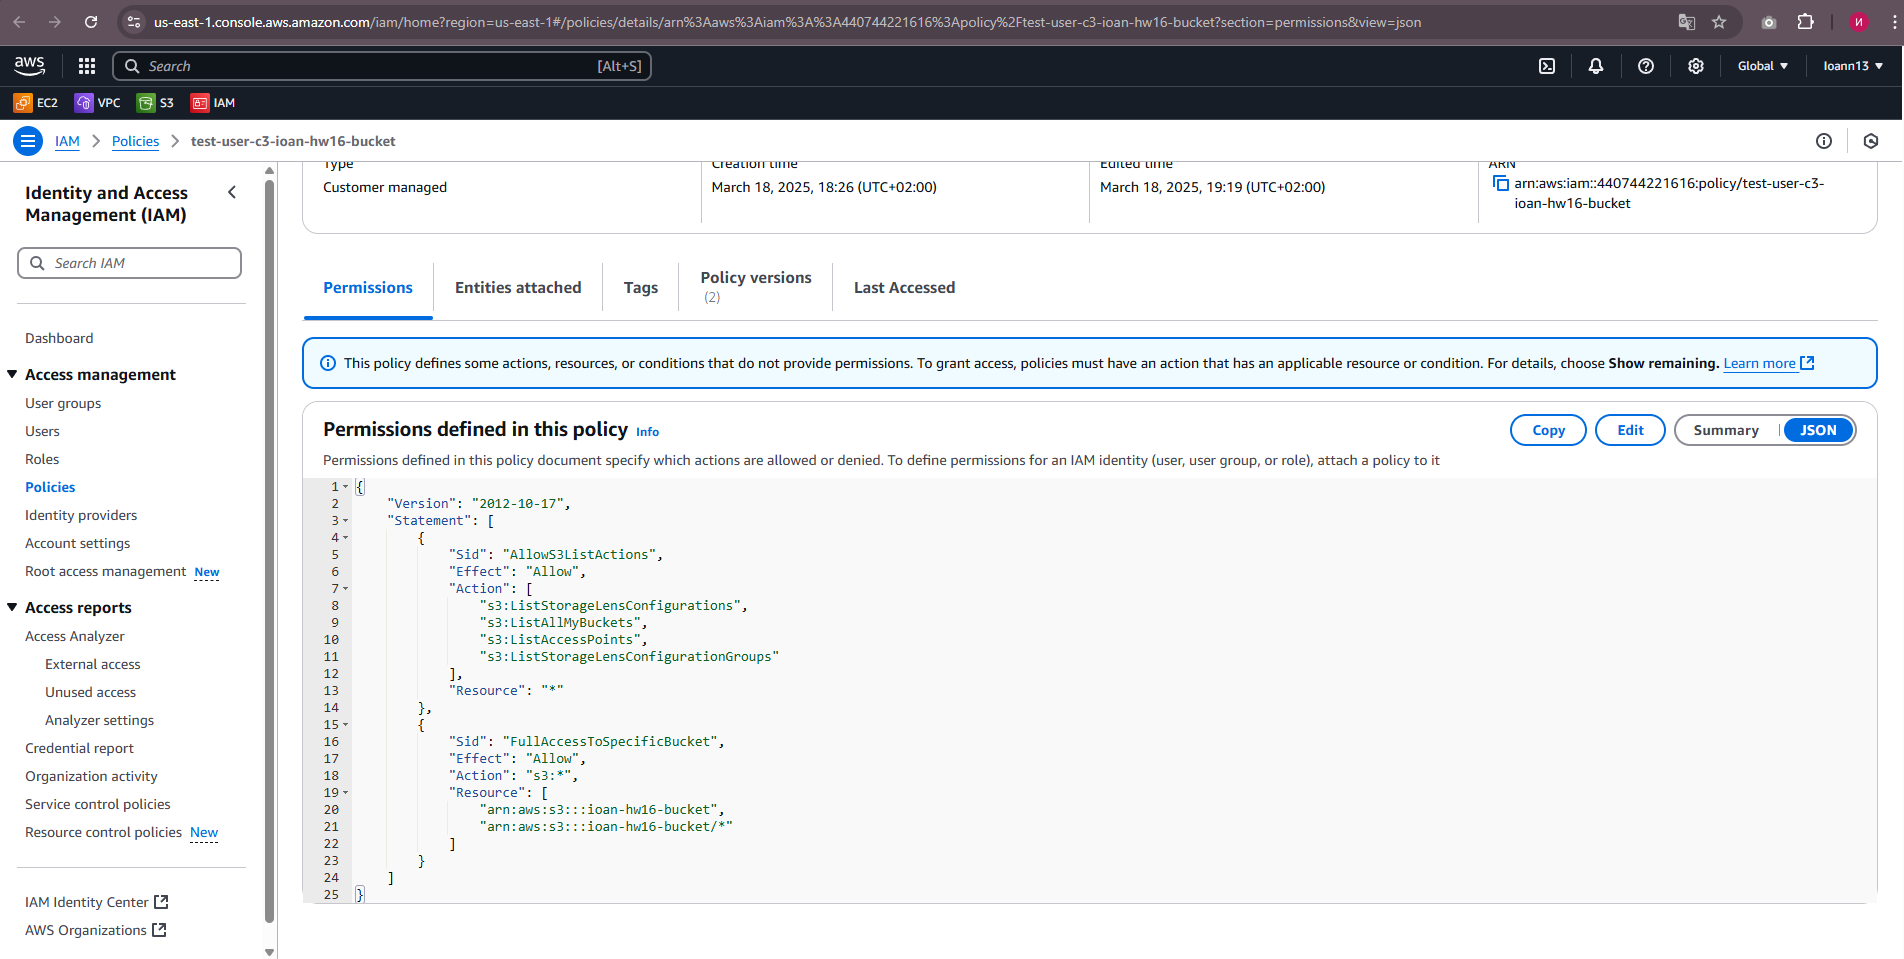 us-east-1.console.aws.amazon.com/iam/home?region=us-east-1#/policies/details/arn%3Aaws%3Aiam%3A%3A440744221616%3Apolicy%2Ftest-user-c3-ioan-hw16-bucket?section=permissions&view=json
И
aws
Search [Alt+S]
Global
Ioann13
EC2 VPC S3 IAM
IAM Policies test-user-c3-ioan-hw16-bucket
Identity and Access
Management (IAM)
Search IAM
Dashboard
Access management
User groups
Users
Roles
Policies
Identity providers
Account settings
Root access management New
Access reports
Access Analyzer
External access
Unused access
Analyzer settings
Credential report
Organization activity
Service control policies
Resource control policies New
IAM Identity Center
AWS Organizations
Type
Customer managed
Creation time
March 18, 2025, 18:26 (UTC+02:00)
Edited time
March 18, 2025, 19:19 (UTC+02:00)
ARN
arn:aws:iam::440744221616:policy/test-user-c3-
ioan-hw16-bucket
Permissions
Entities attached
Tags
Policy versions
(2)
Last Accessed
This policy defines some actions, resources, or conditions that do not provide permissions. To grant access, policies must have an action that has an applicable resource or condition. For details, choose Show remaining. Learn more
Permissions defined in this policy Info
Copy
Edit
Summary
JSON
Permissions defined in this policy document specify which actions are allowed or denied. To define permissions for an IAM identity (user, user group, or role), attach a policy to it
1 {
2 "Version": "2012-10-17",
3 "Statement": [
4 {
5 "Sid": "AllowS3ListActions",
6 "Effect": "Allow",
7 "Action": [
8 "s3:ListStorageLensConfigurations",
9 "s3:ListAllMyBuckets",
10 "s3:ListAccessPoints",
11 "s3:ListStorageLensConfigurationGroups"
12 ],
13 "Resource": "*"
14 },
15 {
16 "Sid": "FullAccessToSpecificBucket",
17 "Effect": "Allow",
18 "Action": "s3:*",
19 "Resource": [
20 "arn:aws:s3:::ioan-hw16-bucket",
21 "arn:aws:s3:::ioan-hw16-bucket/*"
22 ]
23 }
24 ]
25 }